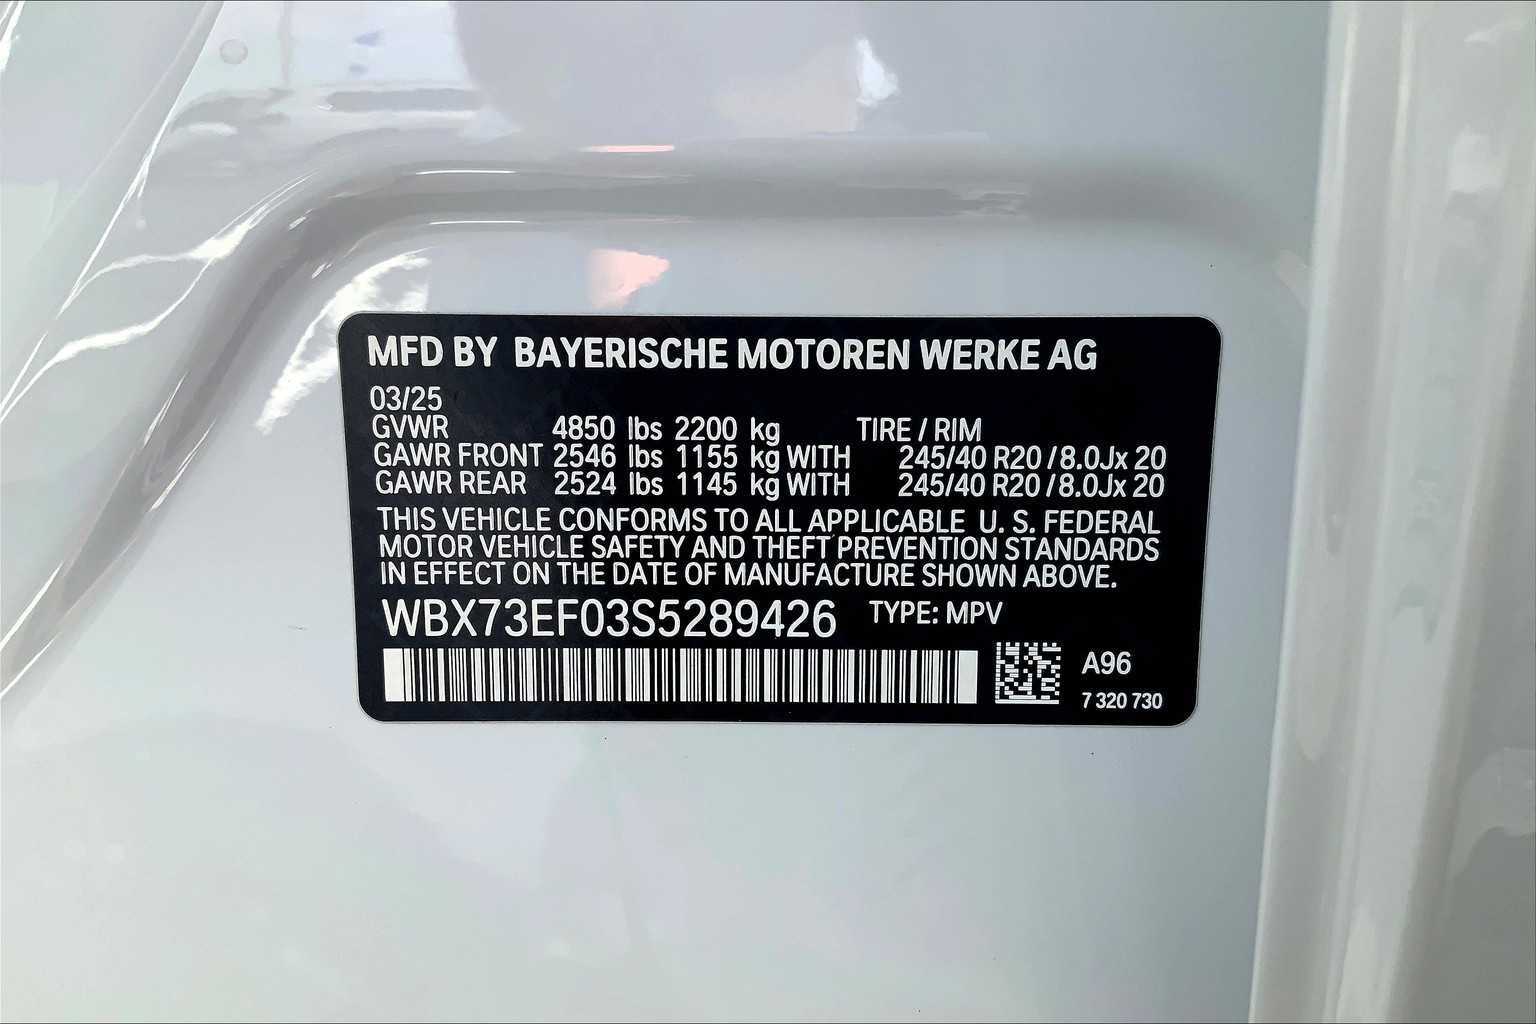 MFD BY BAYERISCHE MOTOREN WERKE AG
03/25
GVWR 4850 lbs 2200 kg TIRE / RIM
GAWR FRONT 2546 lbs 1155 kg WITH 245/40 R20 / 8.0Jx 20
GAWR REAR 2524 lbs 1145 kg WITH 245/40 R20 / 8.0Jx 20
THIS VEHICLE CONFORMS TO ALL APPLICABLE U. S. FEDERAL
MOTOR VEHICLE SAFETY AND THEFT PREVENTION STANDARDS
IN EFFECT ON THE DATE OF MANUFACTURE SHOWN ABOVE.
WBX73EF03S5289426 TYPE: MPV
A96
7 320 730